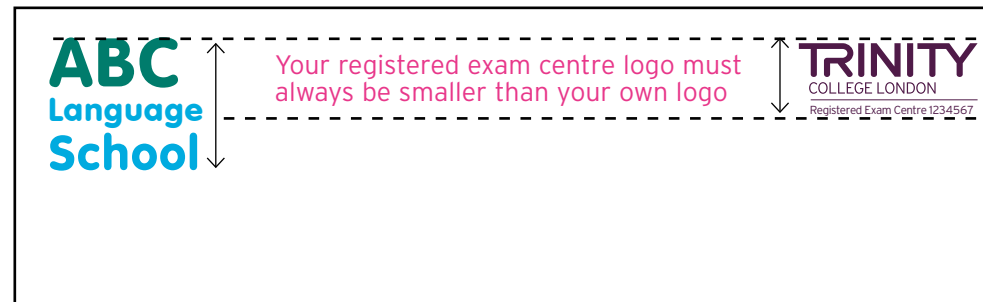 ABC
Language
School
Your registered exam centre logo must
always be smaller than your own logo
TRINITY
COLLEGE LONDON
Registered Exam Centre 1234567